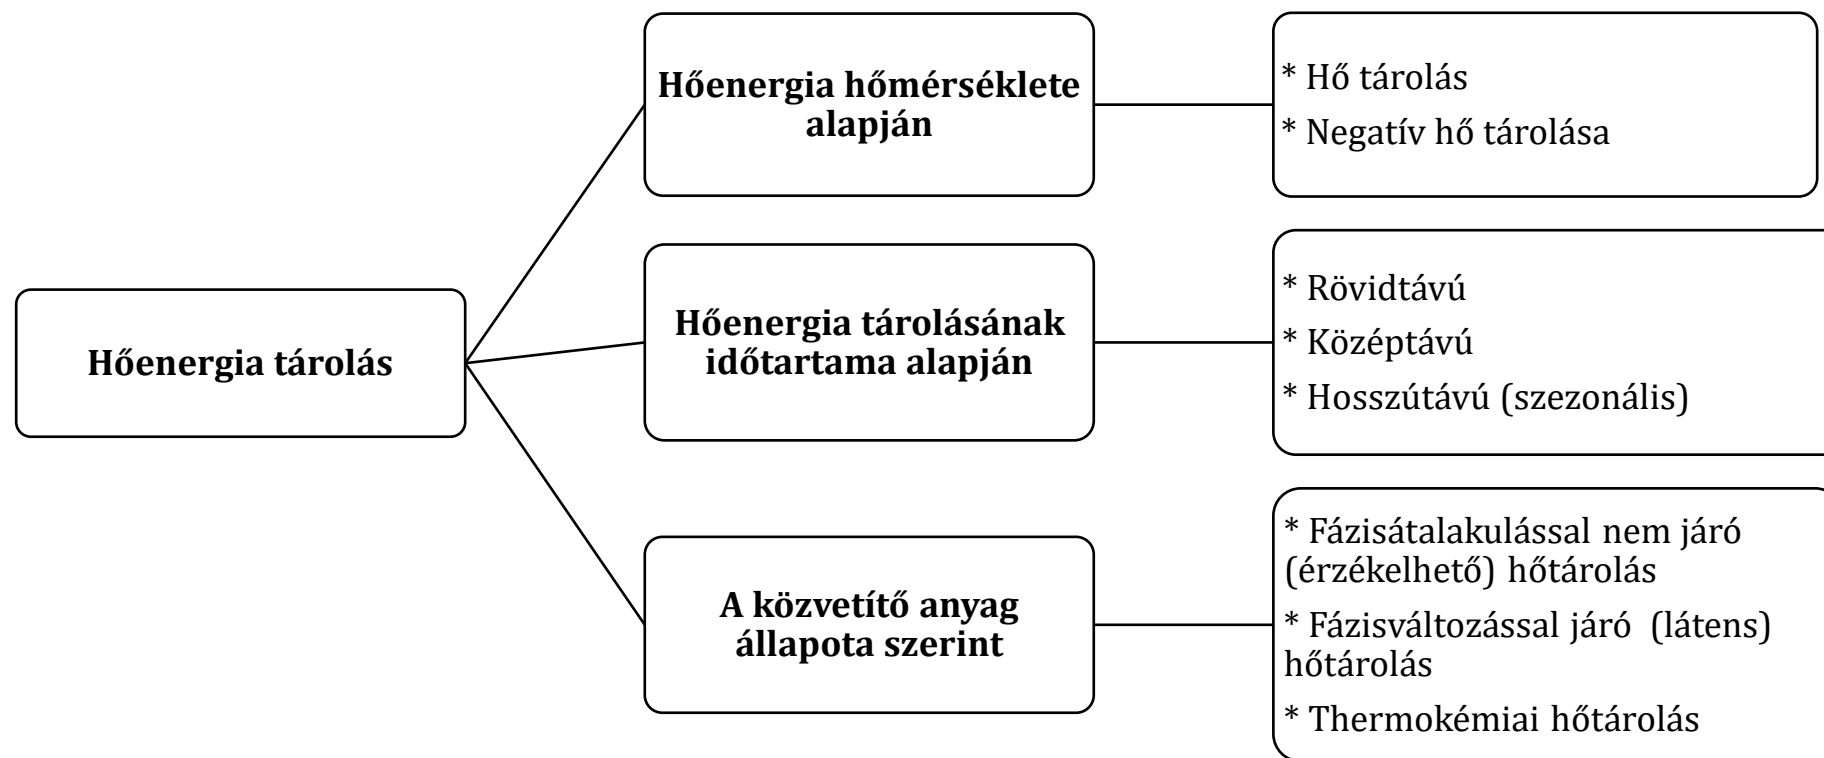 Hőenergia tárolás
Hőenergia hőmérséklete
alapján
* Hő tárolás
* Negatív hő tárolása
Hőenergia tárolásának
időtartama alapján
* Rövidtávú
* Középtávú
* Hosszútávú (szezonális)
A közvetítő anyag
állapota szerint
* Fázisátalakulással nem járó
(érzékelhető) hőtárolás
* Fázisváltozással járó  (látens)
hőtárolás
* Thermokémiai hőtárolás